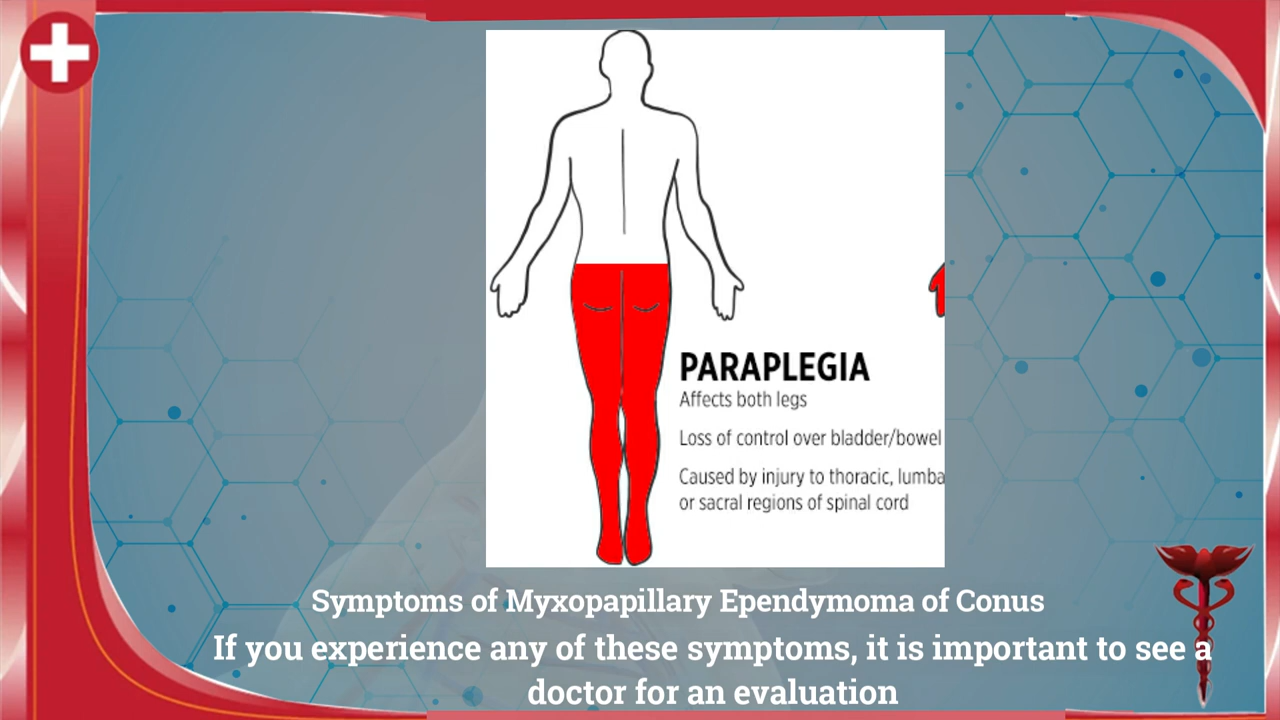 PARAPLEGIA
Affects both legs
Loss of control over bladder/bowel
Caused by injury to thoracic, lumba
or sacral regions of spinal cord
Symptoms of Myxopapillary Ependymoma of Conus
If you experience any of these symptoms, it is important to see a
doctor for an evaluation